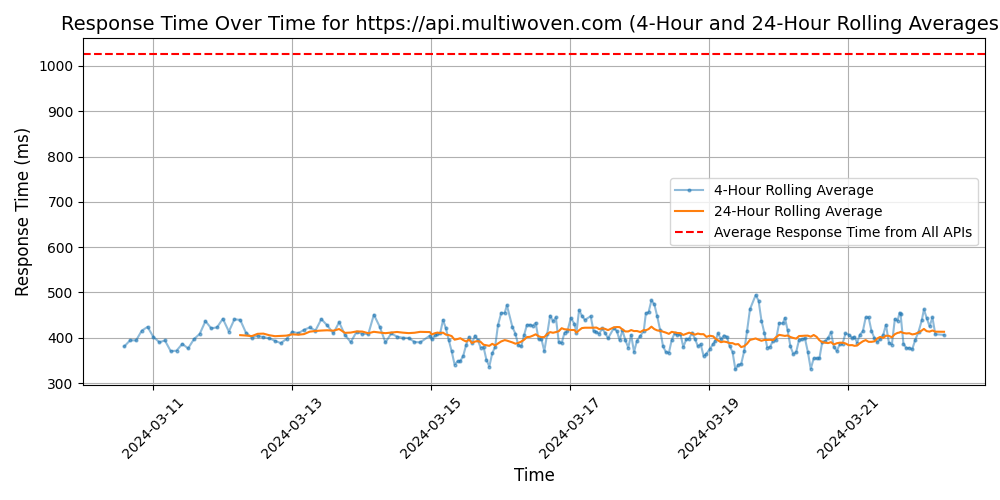 Response Time Over Time for https://api.multiwoven.com (4-Hour and 24-Hour Rolling Averages
Response Time (ms)
1000
900
800
700
600
500
400
300
4-Hour Rolling Average
24-Hour Rolling Average
Average Response Time from All APIs
2024-03-11
2024-03-13
2024-03-15
2024-03-17
2024-03-19
2024-03-21
Time